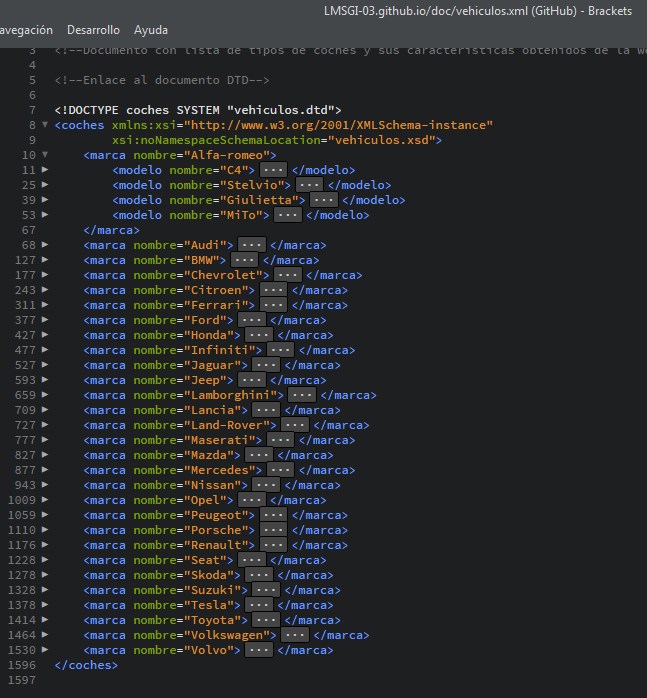 LMSGI-03.github.io/doc/vehiculos.xml (GitHub) - Brackets
avegación Desarrollo Ayuda
3 <!--Documento con lista de tipos de coches y sus características obtenidos de la we
4
5 <!--Enlace al documento DTD-->
6
7 <!DOCTYPE coches SYSTEM "vehiculos.dtd">
8 ▼ <coches xmlns:xsi="http://www.w3.org/2001/XMLSchema-instance"
9 xsi:noNamespaceSchemaLocation="vehiculos.xsd">
10 ▼ <marca nombre="Alfa-romeo">
11 ▶ <modelo nombre="C4"> ... </modelo>
25 ▶ <modelo nombre="Stelvio"> ... </modelo>
39 ▶ <modelo nombre="Giulietta"> ... </modelo>
53 ▶ <modelo nombre="MiTo"> ... </modelo>
67 </marca>
68 ▶ <marca nombre="Audi"> ... </marca>
127 ▶ <marca nombre="BMW"> ... </marca>
177 ▶ <marca nombre="Chevrolet"> ... </marca>
243 ▶ <marca nombre="Citroen"> ... </marca>
311 ▶ <marca nombre="Ferrari"> ... </marca>
377 ▶ <marca nombre="Ford"> ... </marca>
427 ▶ <marca nombre="Honda"> ... </marca>
477 ▶ <marca nombre="Infiniti"> ... </marca>
527 ▶ <marca nombre="Jaguar"> ... </marca>
593 ▶ <marca nombre="Jeep"> ... </marca>
659 ▶ <marca nombre="Lamborghini"> ... </marca>
709 ▶ <marca nombre="Lancia"> ... </marca>
727 ▶ <marca nombre="Land-Rover"> ... </marca>
777 ▶ <marca nombre="Maserati"> ... </marca>
827 ▶ <marca nombre="Mazda"> ... </marca>
877 ▶ <marca nombre="Mercedes"> ... </marca>
943 ▶ <marca nombre="Nissan"> ... </marca>
1009 ▶ <marca nombre="Opel"> ... </marca>
1059 ▶ <marca nombre="Peugeot"> ... </marca>
1110 ▶ <marca nombre="Porsche"> ... </marca>
1176 ▶ <marca nombre="Renault"> ... </marca>
1228 ▶ <marca nombre="Seat"> ... </marca>
1278 ▶ <marca nombre="Skoda"> ... </marca>
1328 ▶ <marca nombre="Suzuki"> ... </marca>
1378 ▶ <marca nombre="Tesla"> ... </marca>
1414 ▶ <marca nombre="Toyota"> ... </marca>
1464 ▶ <marca nombre="Volkswagen"> ... </marca>
1530 ▶ <marca nombre="Volvo"> ... </marca>
1596 </coches>
1597